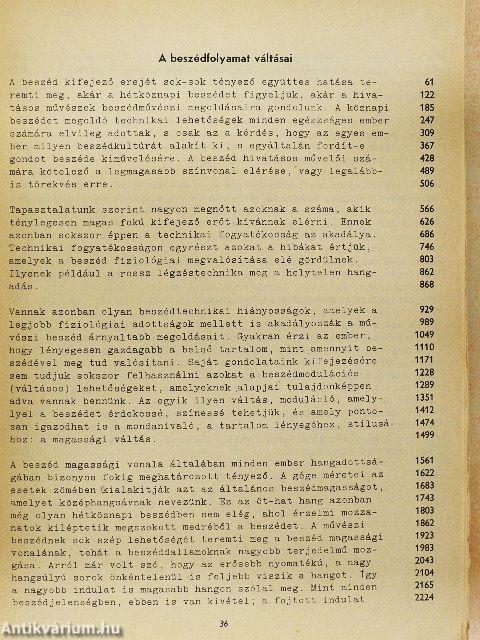 A beszédfolyamat váltásai
A beszéd kifejező erejét sok-sok tényező együttes hatása te- 61
remti meg, akár a hétköznapi beszédet figyeljük, akár a hiva- 122
tásos művészek beszédművészi megoldásaira gondolunk. A köznapi 185
beszédet megoldó technikai lehetőségek minden egészséges ember 247
számára elvileg adottak, s csak az a kérdés, hogy az egyes em- 309
ber milyen beszédkultúrát alakít ki, s egyáltalán fordít-e 367
gondot beszéde kiművelésére. A beszéd hivatásos művelői szá- 428
mára kötelező a legmagasabb színvonal elérése, vagy legalább- 489
is törekvés erre. 506
Tapasztalatunk szerint nagyon megnőtt azoknak a száma, akik 566
ténylegesen magas fokú kifejező erőt kívánnak elérni. Ennek 626
azonban sokszor éppen a technikai fogyatékosság az akadálya. 686
Technikai fogyatékosságon egyrészt azokat a hibákat értjük, 746
amelyek a beszéd fiziológiai megvalósítása elé gördülnek. 803
Ilyenek például a rossz légzéstechnika meg a helytelen hang- 862
adás. 868
Vannak azonban olyan beszédtechnikai hiányosságok, amelyek a 929
legjobb fiziológiai adottságok mellett is akadályozzák a mű- 989
vészi beszéd árnyaltabb megoldásait. Gyakran érzi az ember, 1049
hogy lényegesen gazdagabb a belső tartalom, mint amennyit be- 1110
szédével meg tud valósítani. Saját gondolataink kifejezésére 1171
sem tudjuk sokszor felhasználni azokat a beszédmodulációs 1228
(váltásos) lehetőségeket, amelyeknek alapjai tulajdonképpen 1289
adva vannak bennünk. Az egyik ilyen váltás, moduláció, amely- 1351
lyel a beszédet érdekessé, színessé tehetjük, és amely ponto- 1412
san igazodhat is a mondanivaló, a tartalom lényegéhez, stílusá- 1474
hoz: a magassági váltás. 1499
A beszéd magassági vonala általában minden ember hangadottsá- 1561
gában bizonyos fokig meghatározott tényező. A gége méretei az 1622
esetek zömében kialakítják azt az általános beszédmagasságot, 1683
amelyet középhangsávnak nevezünk. Ez az öt-hat hang azonban 1743
még olyan hétköznapi beszédben sem elég, ahol érzelmi mozza- 1803
natok kiléptetik megszokott medréből a beszédet. A művészi 1862
beszédnek sok szép lehetőségét teremti meg a beszéd magassági 1923
vonalának, tehát a beszéddallamoknak nagyobb terjedelmű moz- 1983
gása. Arról már volt szó, hogy az erősebb nyomatékú, a nagy 2043
hangsúlyú sorok önkéntelenül is feljebb viszik a hangot. Így 2104
a nagyobb indulat is magasabb hangon szólal meg. Mint minden 2165
beszédjelenségben, ebben is van kivétel; a fojtott indulat 2224
36
Antikvárium.hu